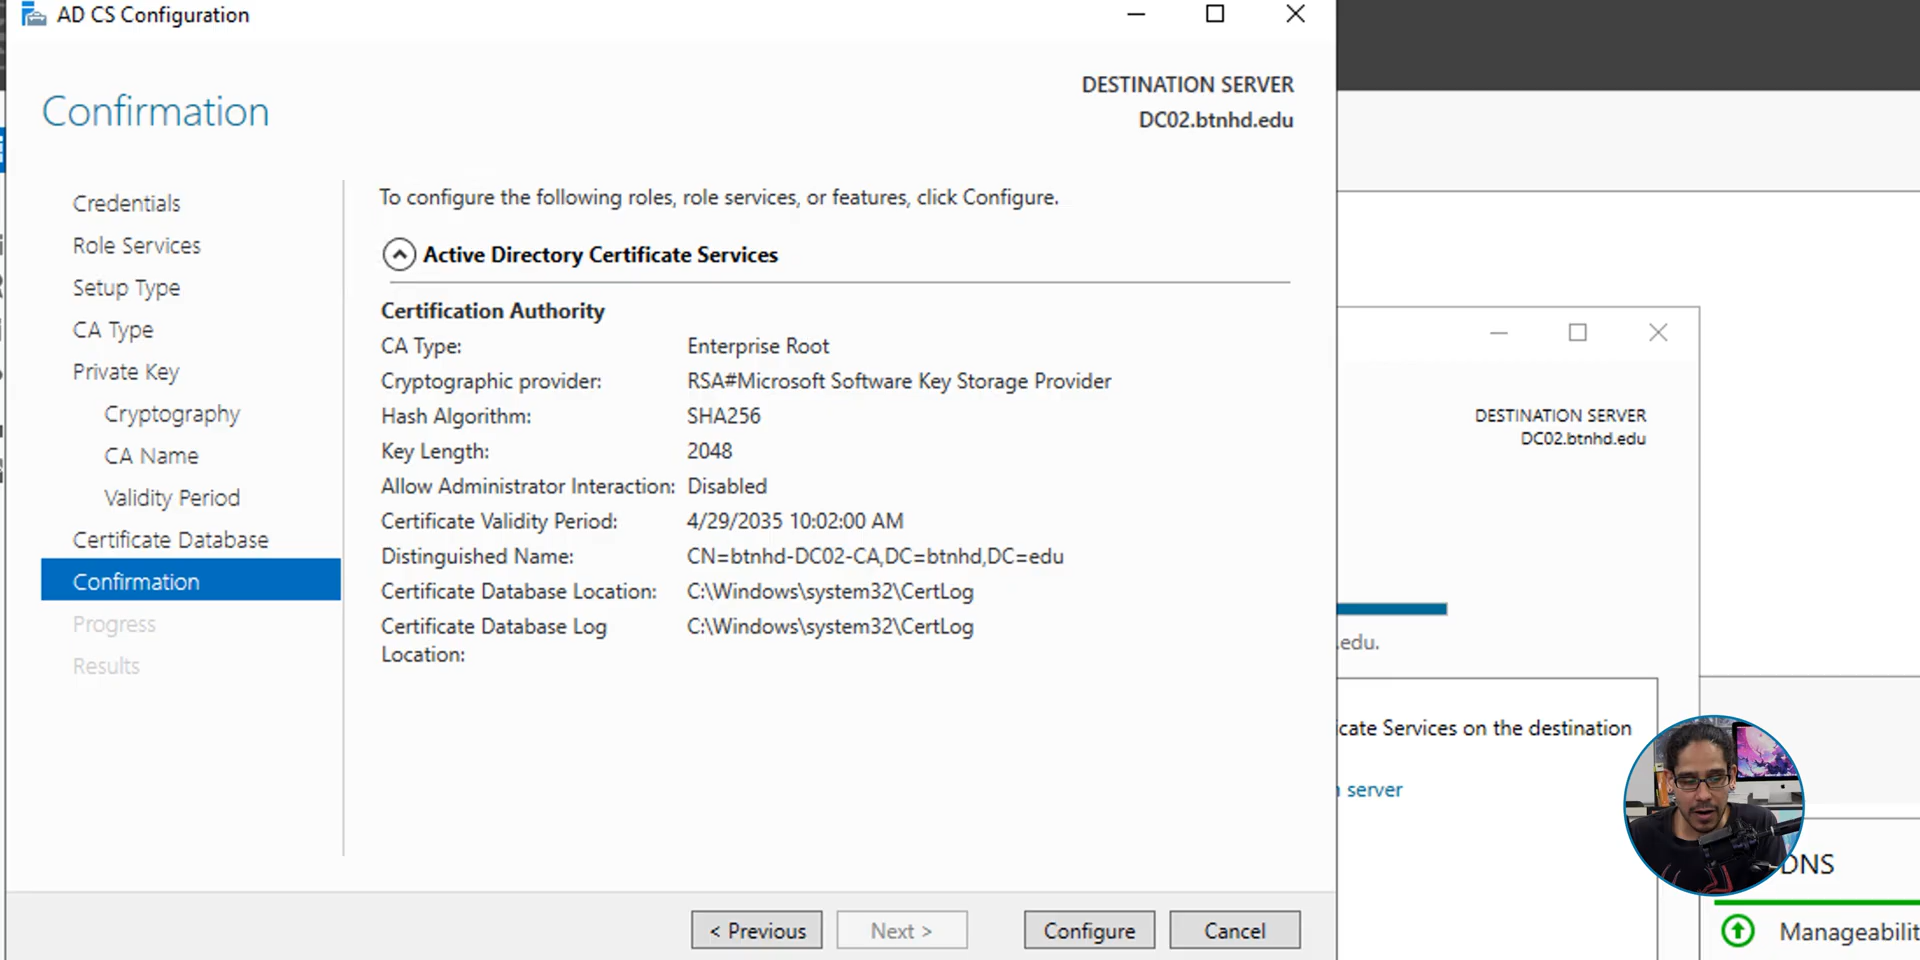 AD CS Configuration
Confirmation
DESTINATION SERVER
DC02.btnhd.edu
Credentials
Role Services
Setup Type
CA Type
Private Key
Cryptography
CA Name
Validity Period
Certificate Database
Confirmation
Progress
Results
To configure the following roles, role services, or features, click Configure.
Active Directory Certificate Services
Certification Authority
CA Type: Enterprise Root
Cryptographic provider: RSA#Microsoft Software Key Storage Provider
Hash Algorithm: SHA256
Key Length: 2048
Allow Administrator Interaction: Disabled
Certificate Validity Period: 4/29/2035 10:02:00 AM
Distinguished Name: CN=btnhd-DC02-CA,DC=btnhd,DC=edu
Certificate Database Location: C:\Windows\system32\CertLog
Certificate Database Log C:\Windows\system32\CertLog
Location:
< Previous
Next >
Configure
Cancel
DESTINATION SERVER
DC02.btnhd.edu
.edu.
cate Services on the destination
server
DNS
Manageabilit